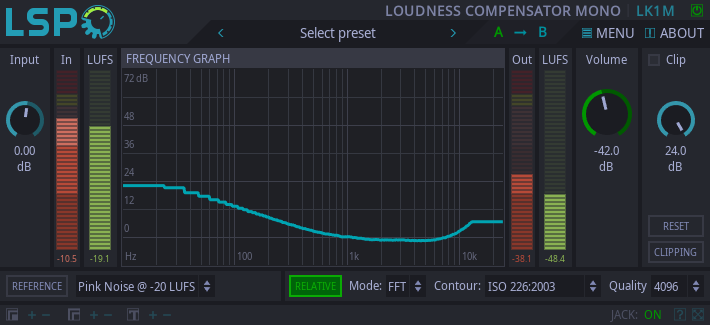 LSP LOUDNESS COMPENSATOR MONO LK1M
Select preset A B MENU ABOUT
Input In LUFS FREQUENCY GRAPH Out LUFS Volume Clip
72 dB
48
36
24
12
0
Hz 100 1k 10k
0.00
dB
-10.5 -19.1
-38.1 -48.4
-42.0
dB
24.0
dB
RESET
CLIPPING
REFERENCE Pink Noise @ -20 LUFS RELATIVE Mode: FFT Contour: ISO 226:2003 Quality 4096
+ - + - + - JACK: ON ?